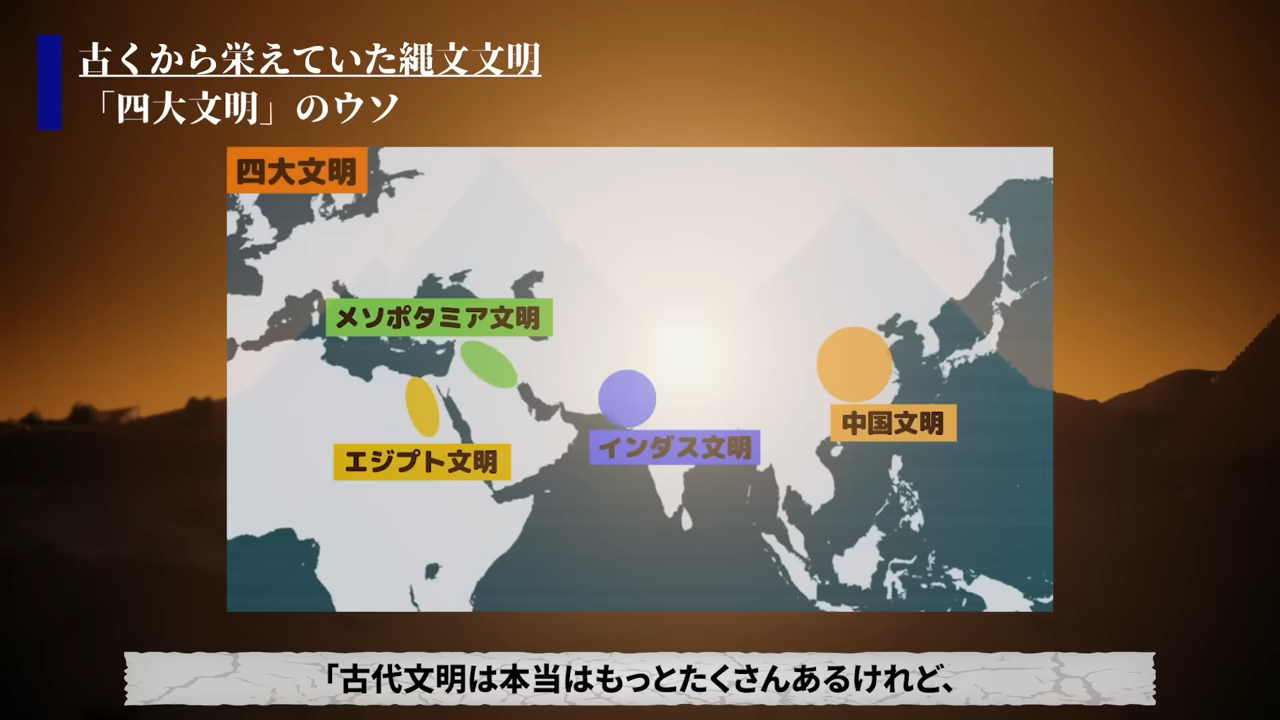 古くから栄えていた縄文文明
「四大文明」のウソ
四大文明
メソポタミア文明
エジプト文明
インダス文明
中国文明
「古代文明は本当はもっとたくさんあるけれど、